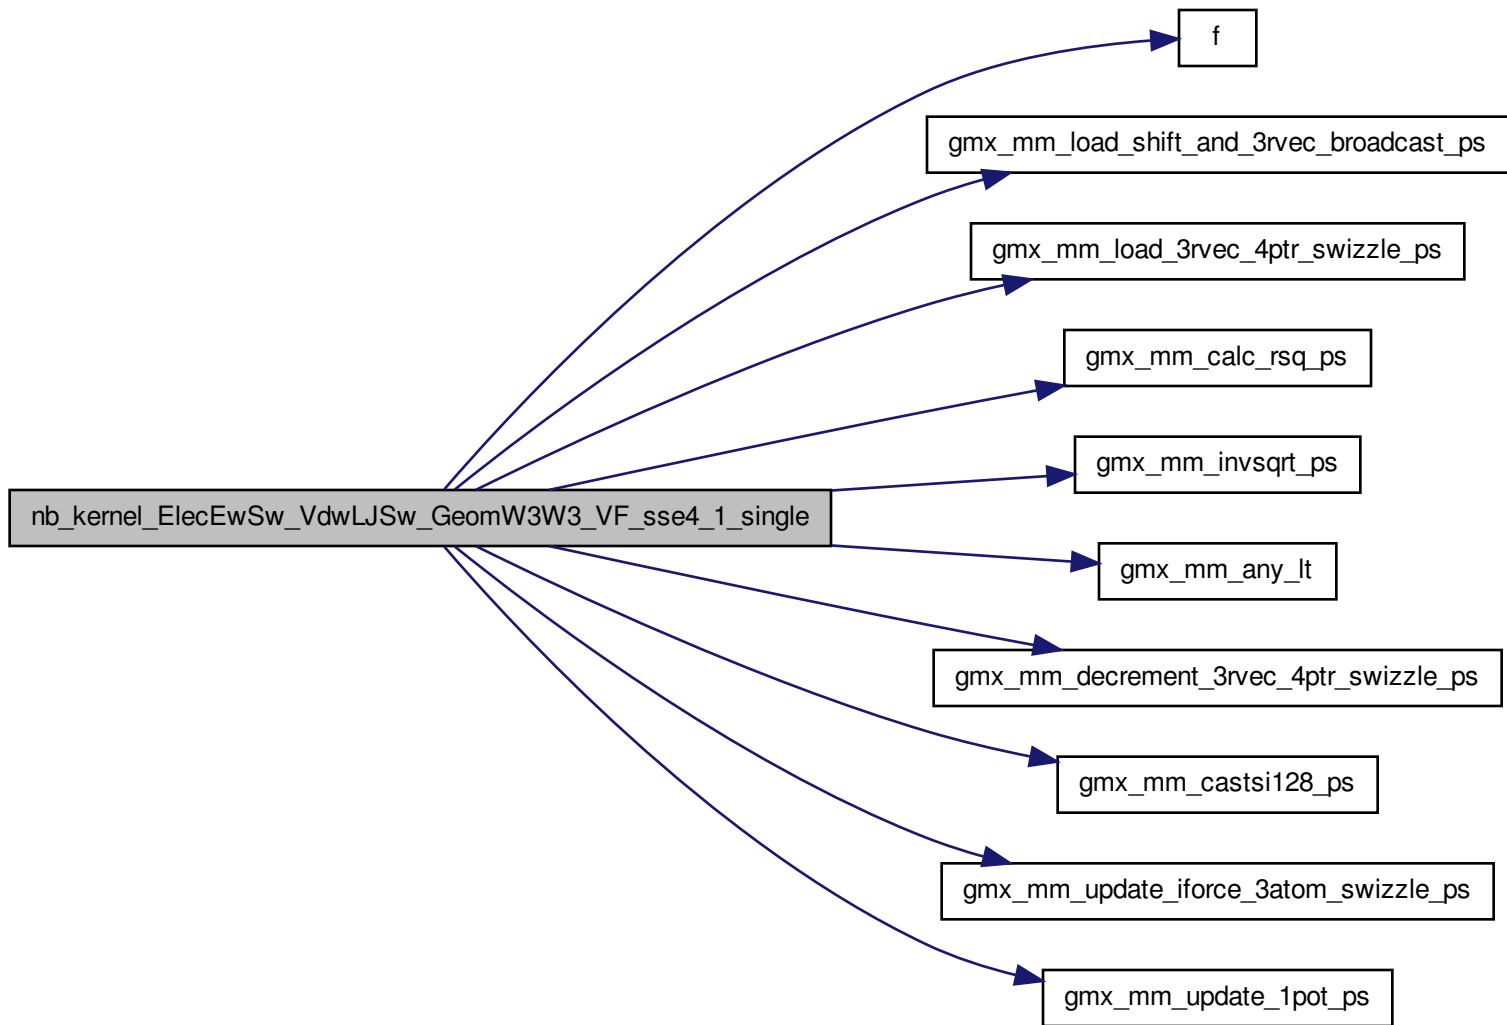 f
gmx_mm_load_shift_and_3rvec_broadcast_ps
gmx_mm_load_3rvec_4ptr_swizzle_ps
gmx_mm_calc_rsq_ps
gmx_mm_invsqrt_ps
nb_kernel_ElecEwSw_VdwLJSw_GeomW3W3_VF_sse4_1_single
gmx_mm_any_lt
gmx_mm_decrement_3rvec_4ptr_swizzle_ps
gmx_mm_castsi128_ps
gmx_mm_update_iforce_3atom_swizzle_ps
gmx_mm_update_1pot_ps